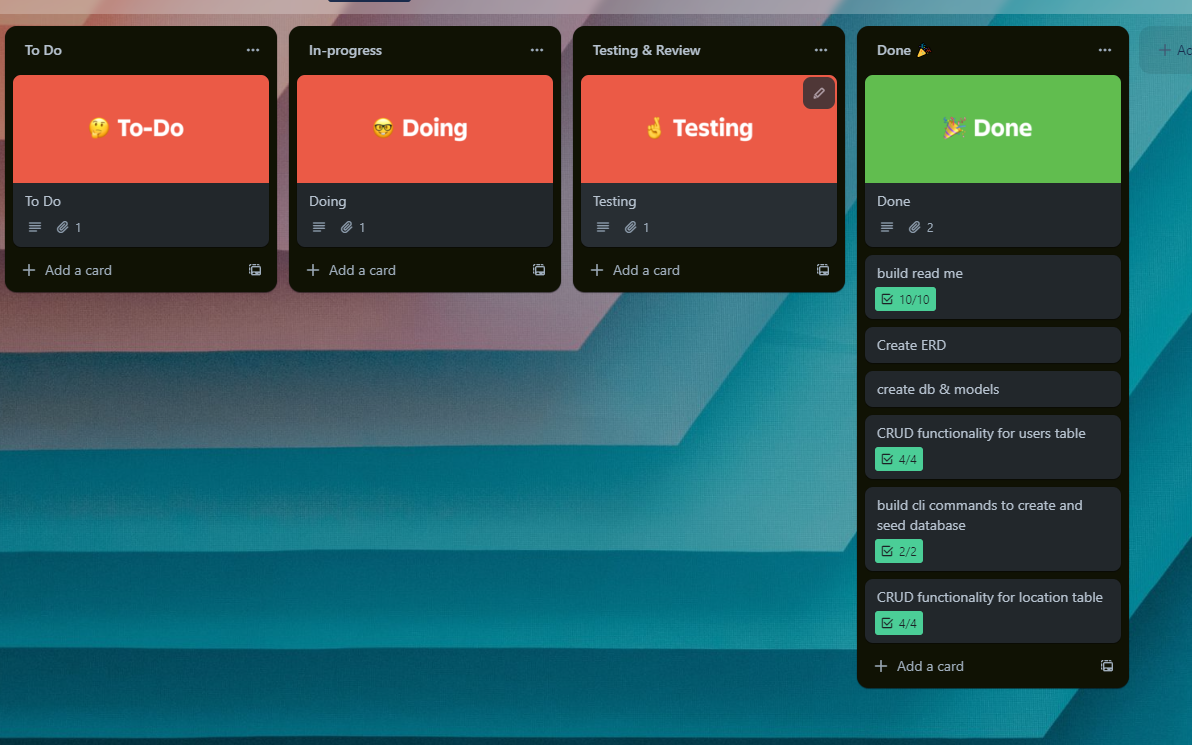 To Do
🤔 To-Do
To Do
1
+ Add a card
In-progress
🤓 Doing
Doing
1
+ Add a card
Testing & Review
🤞 Testing
Testing
1
+ Add a card
Done 🎉
🎉 Done
Done
2
build read me
10/10
Create ERD
create db & models
CRUD functionality for users table
4/4
build cli commands to create and
seed database
2/2
CRUD functionality for location table
4/4
+ Add a card